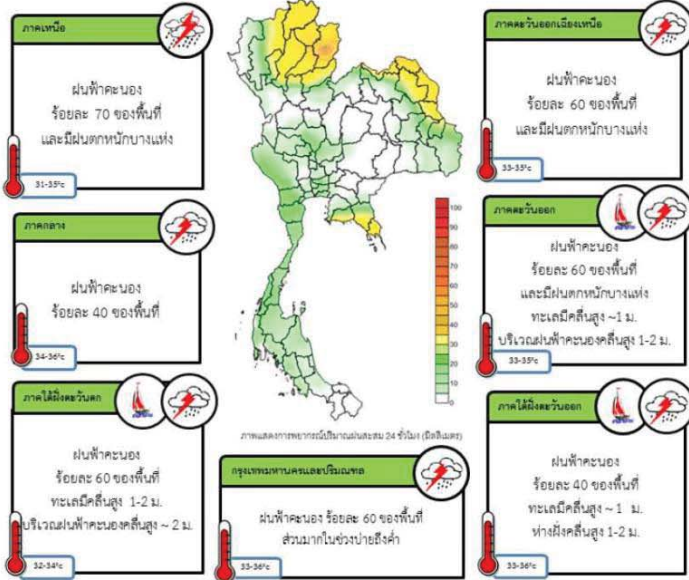 ภาคเหนือ
ฝนฟ้าคะนอง
ร้อยละ 70 ของพื้นที่
และมีฝนตกหนักบางแห่ง
31-35°c
ภาคตะวันออกเฉียงเหนือ
ฝนฟ้าคะนอง
ร้อยละ 60 ของพื้นที่
และมีฝนตกหนักบางแห่ง
33-35°c
ภาคกลาง
ฝนฟ้าคะนอง
ร้อยละ 40 ของพื้นที่
34-36°c
ภาคตะวันออก
ฝนฟ้าคะนอง
ร้อยละ 60 ของพื้นที่
และมีฝนตกหนักบางแห่ง
ทะเลมีคลื่นสูง ~1 ม.
บริเวณฝนฟ้าคะนองคลื่นสูง 1-2 ม.
33-35°c
100
90
80
70
60
50
40
30
20
10
0
ภาพแสดงการพยากรณ์ปริมาณฝนสะสม 24 ชั่วโมง (มิลลิเมตร)
ภาคใต้ฝั่งตะวันตก
ฝนฟ้าคะนอง
ร้อยละ 60 ของพื้นที่
ทะเลมีคลื่นสูง 1-2 ม.
บริเวณฝนฟ้าคะนองคลื่นสูง ~ 2 ม.
32-34°c
กรุงเทพมหานครและปริมณฑล
ฝนฟ้าคะนอง ร้อยละ 60 ของพื้นที่
ส่วนมากในช่วงบ่ายถึงค่ำ
33-36°c
ภาคใต้ฝั่งตะวันออก
ฝนฟ้าคะนอง
ร้อยละ 40 ของพื้นที่
ทะเลมีคลื่นสูง ~ 1 ม.
ห่างฝั่งคลื่นสูง 1-2 ม.
33-36°c